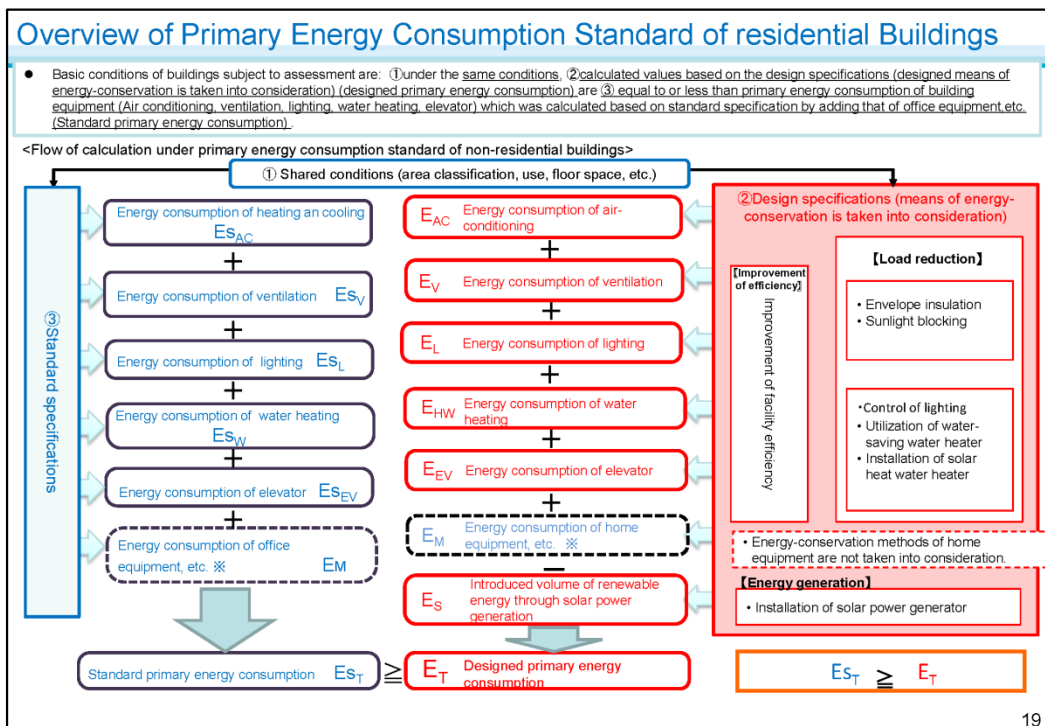 Overview of Primary Energy Consumption Standard of residential Buildings
● Basic conditions of buildings subject to assessment are: ①under the same conditions, ②calculated values based on the design specifications (designed means of
energy-conservation is taken into consideration) (designed primary energy consumption) are ③ equal to or less than primary energy consumption of building
equipment (Air conditioning, ventilation, lighting, water heating, elevator) which was calculated based on standard specification by adding that of office equipment,etc.
(Standard primary energy consumption) .
<Flow of calculation under primary energy consumption standard of non-residential buildings>
① Shared conditions (area classification, use, floor space, etc.)
③Standard specifications
Energy consumption of heating an cooling
EsAC
+
Energy consumption of ventilation EsV
+
Energy consumption of lighting EsL
+
Energy consumption of water heating
EsW
+
Energy consumption of elevator EsEV
+
Energy consumption of office
equipment, etc. ※ EM
Standard primary energy consumption EsT
≧
EAC Energy consumption of air-
conditioning
+
EV Energy consumption of ventilation
+
EL Energy consumption of lighting
+
EHW Energy consumption of water
heating
+
EEV Energy consumption of elevator
+
EM Energy consumption of home
equipment, etc. ※
−
ES Introduced volume of renewable
energy through solar power
generation
ET Designed primary energy
consumption
②Design specifications (means of energy-
conservation is taken into consideration)
【Improvement
of efficiency】
Improvement of facility efficiency
【Load reduction】
• Envelope insulation
• Sunlight blocking
•Control of lighting
• Utilization of water-
saving water heater
• Installation of solar
heat water heater
• Energy-conservation methods of home
equipment are not taken into consideration.
【Energy generation】
• Installation of solar power generator
EsT ≧ ET
19